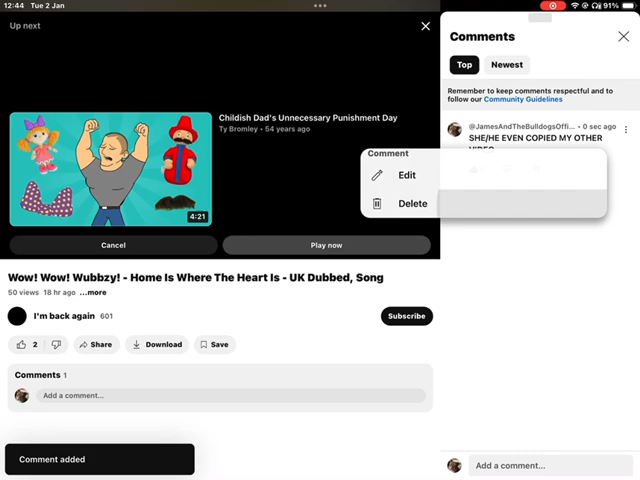 12:44 Tue 2 Jan
91%
Up next
Childish Dad's Unnecessary Punishment Day
Ty Bromley • 54 years ago
4:21
Cancel
Play now
Wow! Wow! Wubbzy! - Home Is Where The Heart Is - UK Dubbed, Song
50 views 18 hr ago ...more
I'm back again 601
Subscribe
2
Share
Download
Save
Comments 1
Add a comment...
Comment added
Comments
Top
Newest
Remember to keep comments respectful and to
follow our Community Guidelines
@JamesAndTheBulldogsOffi... • 0 sec ago
SHE/HE EVEN COPIED MY OTHER
VIDEO
Comment
Edit
Delete
Add a comment...